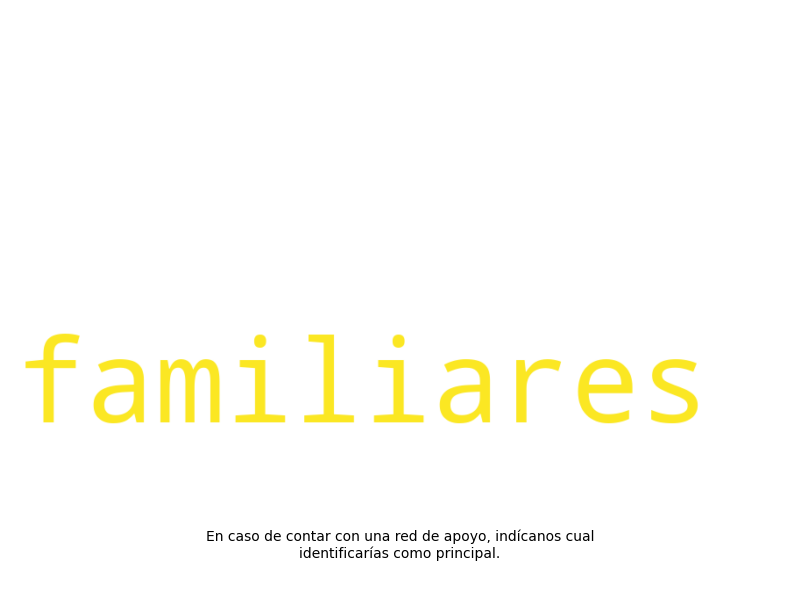 familiares
En caso de contar con una red de apoyo, indícanos cual
identificarías como principal.